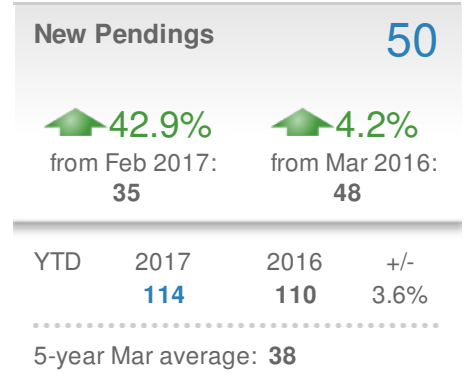 New Pendings 50
42.9% 4.2%
from Feb 2017: from Mar 2016:
35 48
YTD 2017 2016 +/-
114 110 3.6%
5-year Mar average: 38